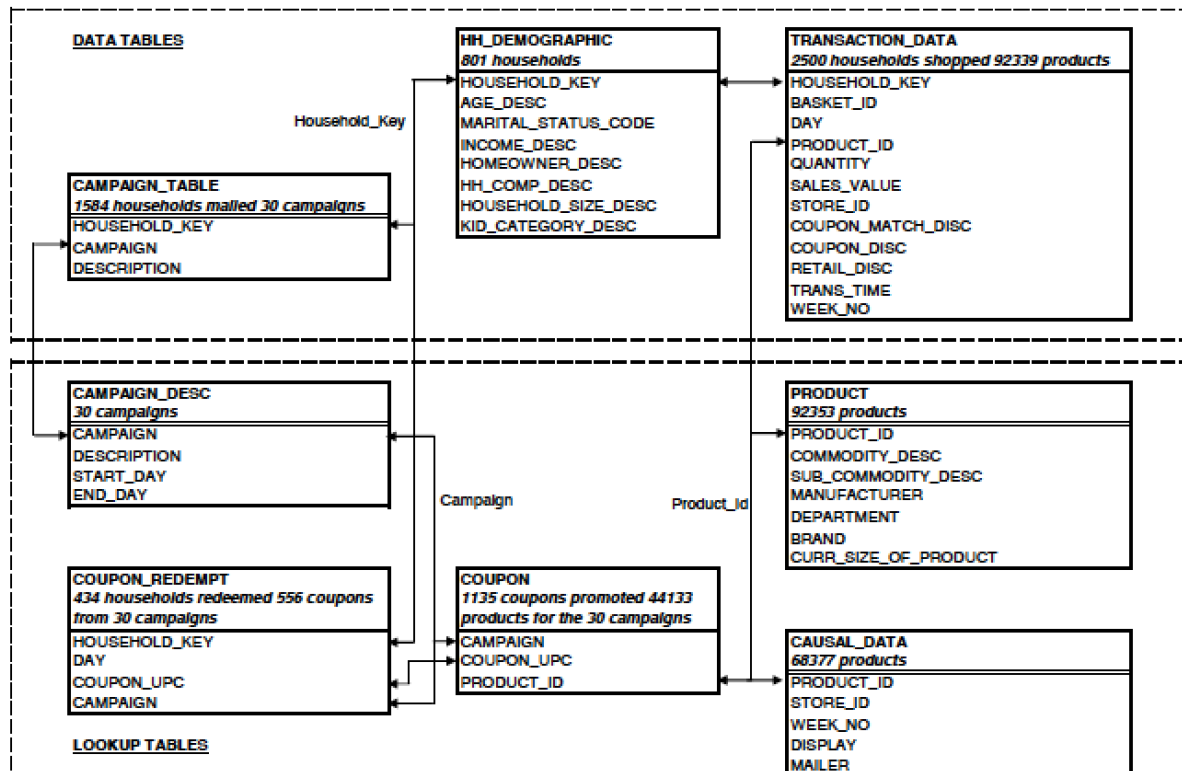 DATA TABLES
HH_DEMOGRAPHIC
801 households
HOUSEHOLD_KEY
AGE_DESC
MARITAL_STATUS_CODE
INCOME_DESC
HOMEOWNER_DESC
HH_COMP_DESC
HOUSEHOLD_SIZE_DESC
KID_CATEGORY_DESC
TRANSACTION_DATA
2500 households shopped 92339 products
HOUSEHOLD_KEY
BASKET_ID
DAY
PRODUCT_ID
QUANTITY
SALES_VALUE
STORE_ID
COUPON_MATCH_DISC
COUPON_DISC
RETAIL_DISC
TRANS_TIME
WEEK_NO
Household_Key
CAMPAIGN_TABLE
1584 households mailed 30 campaigns
HOUSEHOLD_KEY
CAMPAIGN
DESCRIPTION
CAMPAIGN_DESC
30 campaigns
CAMPAIGN
DESCRIPTION
START_DAY
END_DAY
Campaign
Product_Id
PRODUCT
92353 products
PRODUCT_ID
COMMODITY_DESC
SUB_COMMODITY_DESC
MANUFACTURER
DEPARTMENT
BRAND
CURR_SIZE_OF_PRODUCT
COUPON_REDEMPT
434 households redeemed 556 coupons
from 30 campaigns
HOUSEHOLD_KEY
DAY
COUPON_UPC
CAMPAIGN
COUPON
1135 coupons promoted 44133
products for the 30 campaigns
CAMPAIGN
COUPON_UPC
PRODUCT_ID
CAUSAL_DATA
68377 products
PRODUCT_ID
STORE_ID
WEEK_NO
DISPLAY
MAILER
LOOKUP TABLES